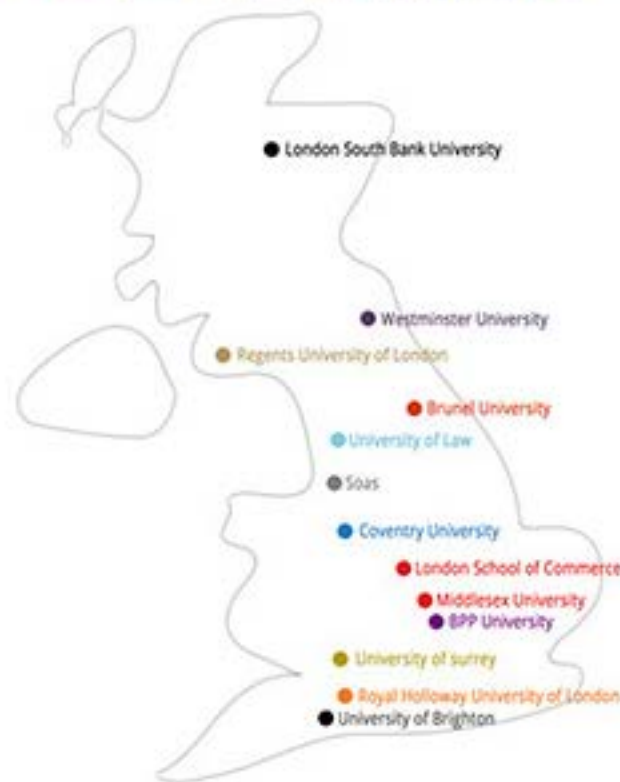 London South Bank University
Westminster University
Regents University of London
Brunel University
University of Law
Soas
Coventry University
London School of Commerce
Middlesex University
BPP University
University of surrey
Royal Holloway University of London
University of Brighton